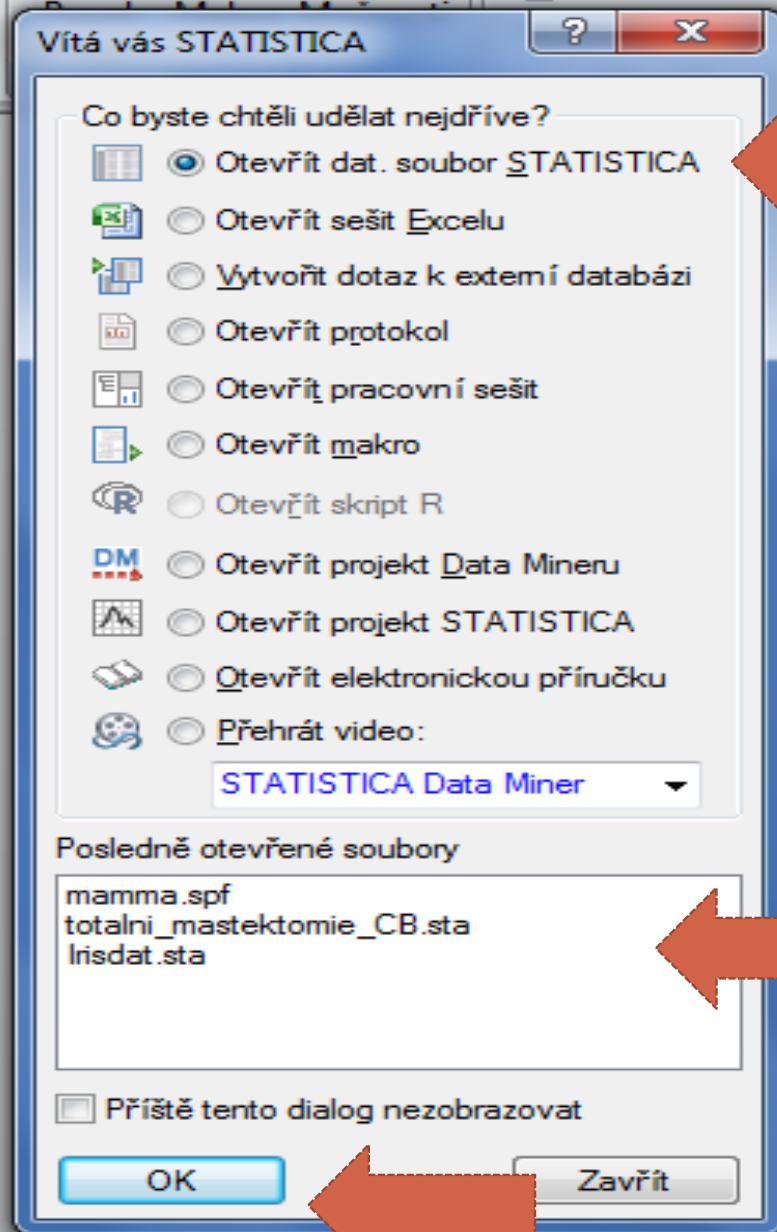 Vítá vás STATISTICA
Co byste chtěli udělat nejdříve?
Otevřít dat. soubor STATISTICA
Otevřít sešit Excelu
Vytvořit dotaz k externí databázi
Otevřít protokol
Otevřít pracovní sešit
Otevřít makro
Otevřít skript R
DM Otevřít projekt Data Mineru
Otevřít projekt STATISTICA
Otevřít elektronickou příručku
Přehrát video:
STATISTICA Data Miner
Posledně otevřené soubory
mamma.spf
totalni_mastektomie_CB.sta
Irisdat.sta
Příště tento dialog nezobrazovat
OK Zavřít